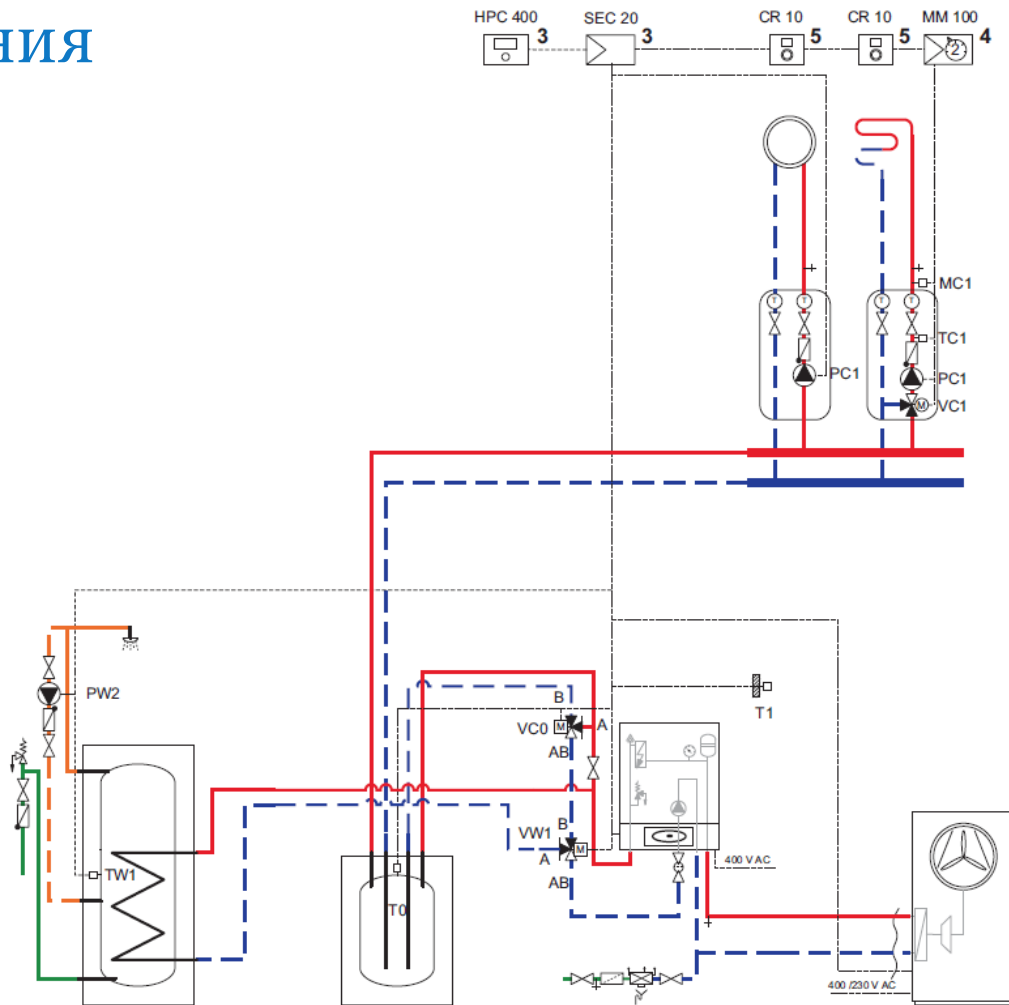 ния
HPC 400
3
SEC 20
3
CR 10
5
CR 10
5
MM 100
4
2
T
T
T
T
MC1
TC1
PC1
PC1
M
VC1
PW2
B
VC0
M
A
AB
T1
B
VW1
M
A
AB
400 V AC
TW1
T0
400 /230 V AC